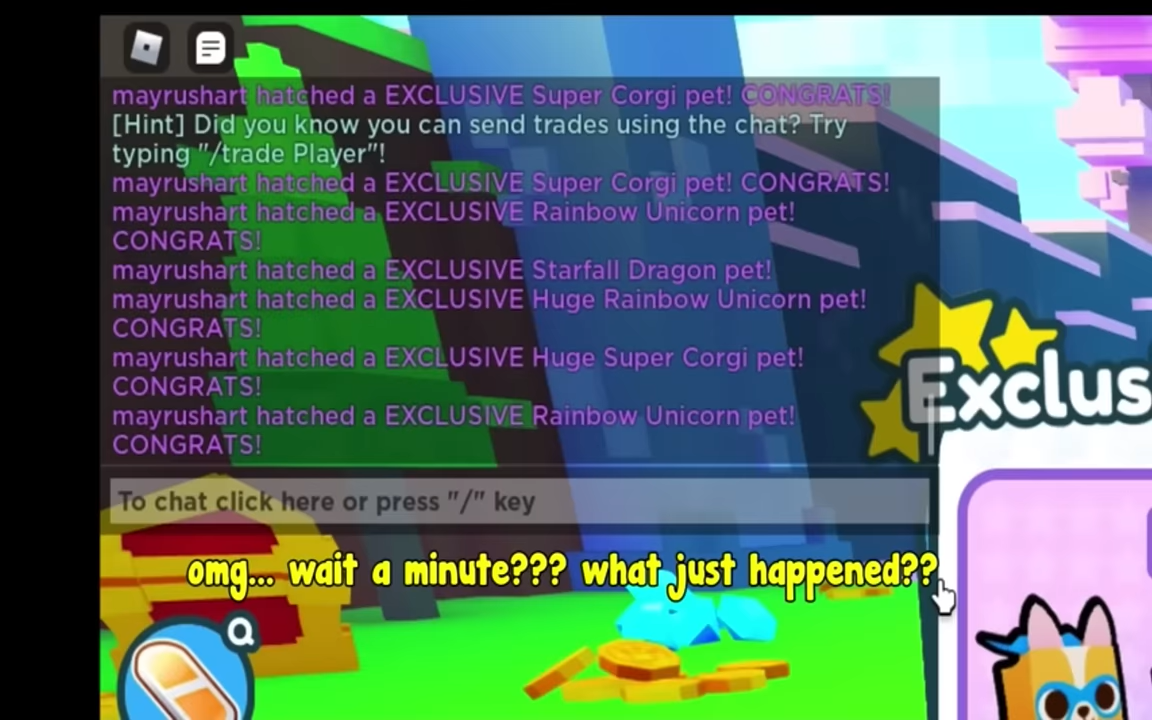 mayrushart hatched a EXCLUSIVE Super Corgi pet! CONGRATS!
[Hint] Did you know you can send trades using the chat? Try
typing "/trade Player"!
mayrushart hatched a EXCLUSIVE Super Corgi pet! CONGRATS!
mayrushart hatched a EXCLUSIVE Rainbow Unicorn pet!
CONGRATS!
mayrushart hatched a EXCLUSIVE Starfall Dragon pet!
mayrushart hatched a EXCLUSIVE Huge Rainbow Unicorn pet!
CONGRATS!
mayrushart hatched a EXCLUSIVE Huge Super Corgi pet!
CONGRATS!
Exclus
mayrushart hatched a EXCLUSIVE Rainbow Unicorn pet!
CONGRATS!
To chat click here or press "/" key
omg... wait a minute??? what just happened??
Q